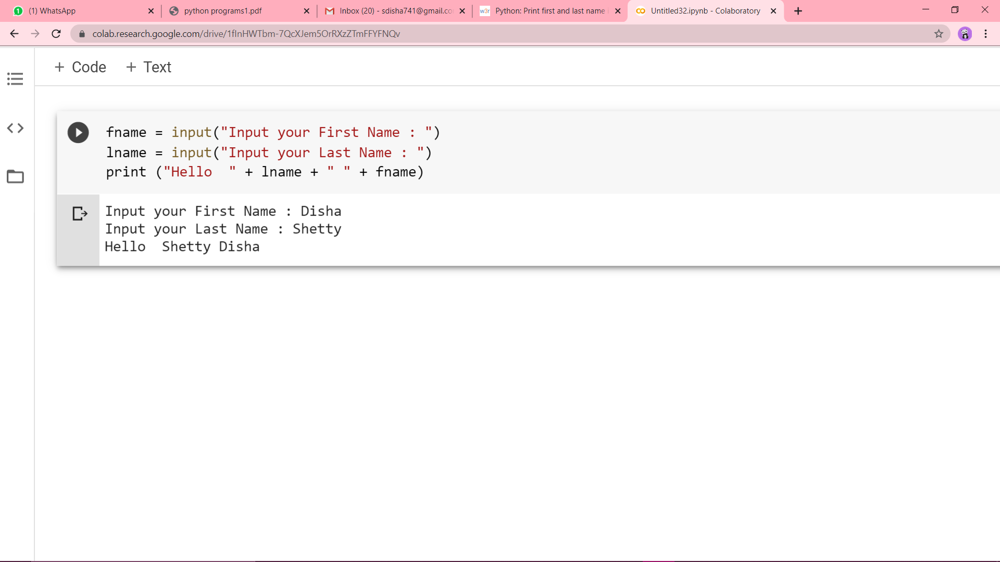 (1) WhatsApp
python programs1.pdf
Inbox (20) - sdisha741@gmail.co
w3r Python: Print first and last name
Untitled32.ipynb - Colaboratory
colab.research.google.com/drive/1fInHWTbm-7QcXJem5OrRXzZTmFFYFNQv
+ Code + Text
fname = input("Input your First Name : ")
lname = input("Input your Last Name : ")
print ("Hello  " + lname + " " + fname)
Input your First Name : Disha
Input your Last Name : Shetty
Hello  Shetty Disha